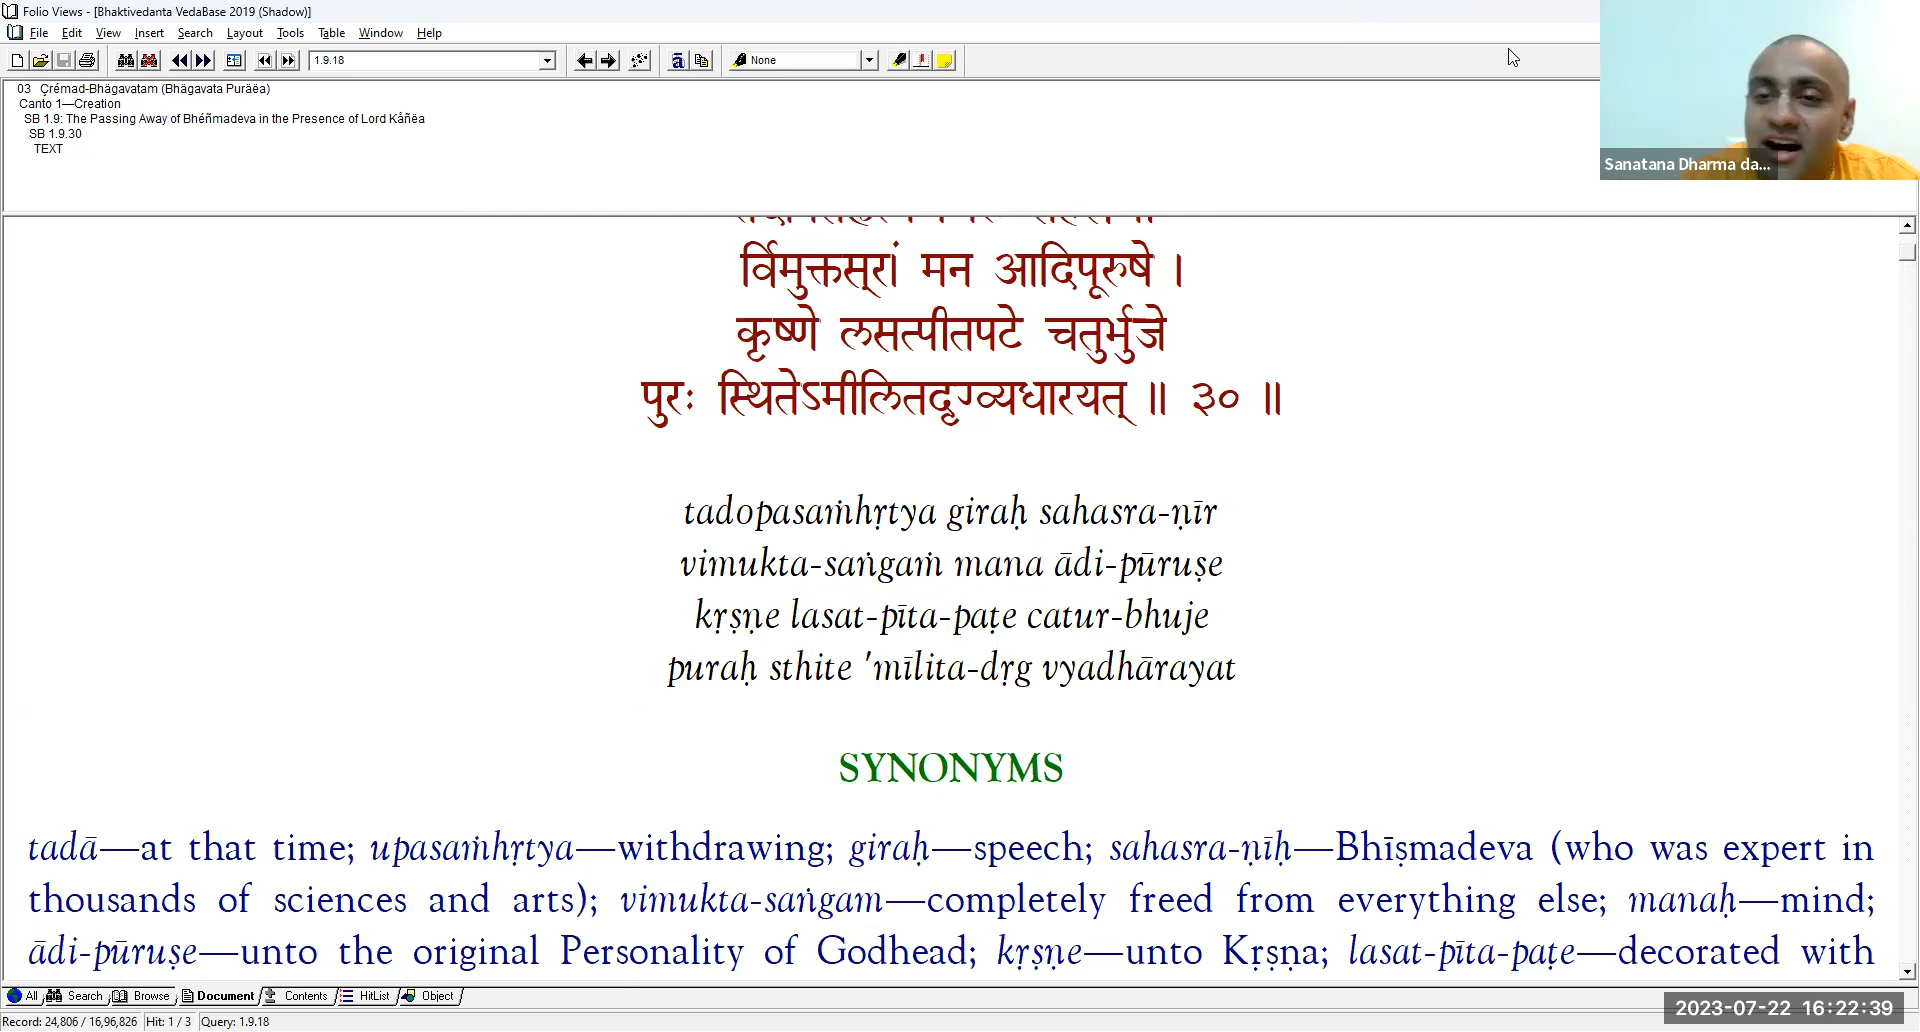 Folio Views - [Bhaktivedanta VedaBase 2019 (Shadow)]
File Edit View Insert Search Layout Tools Table Window Help
1.9.18 None
03 Çrémad-Bhägavatam (Bhägavata Puräëa)
Canto 1—Creation
SB 1.9: The Passing Away of Bhéñmadeva in the Presence of Lord Kåñëa
SB 1.9.30
TEXT
Sanatana Dharma da...
र्विमुक्तस्रां मन आदिपूरुषे ।
कृष्णे लसत्पीतपटे चतुर्भुजे
पुरः स्थितेऽमीलितदृग्व्यधारयत् ॥ ३० ॥
tadopasaṁhṛtya giraḥ sahasra-ṇīr
vimukta-saṅgaṁ mana ādi-pūruṣe
kṛṣṇe lasat-pīta-paṭe catur-bhuje
puraḥ sthite 'mīlita-dṛg vyadhārayat
SYNONYMS
tadā—at that time; upasaṁhṛtya—withdrawing; giraḥ—speech; sahasra-ṇīḥ—Bhīṣmadeva (who was expert in
thousands of sciences and arts); vimukta-saṅgam—completely freed from everything else; manaḥ—mind;
ādi-pūruṣe—unto the original Personality of Godhead; kṛṣṇe—unto Kṛṣṇa; lasat-pīta-paṭe—decorated with
All Search Browse Document Contents HitList Object
Record: 24,806 / 16,96,826 Hit: 1 / 3 Query: 1.9.18
2023-07-22 16:22:39